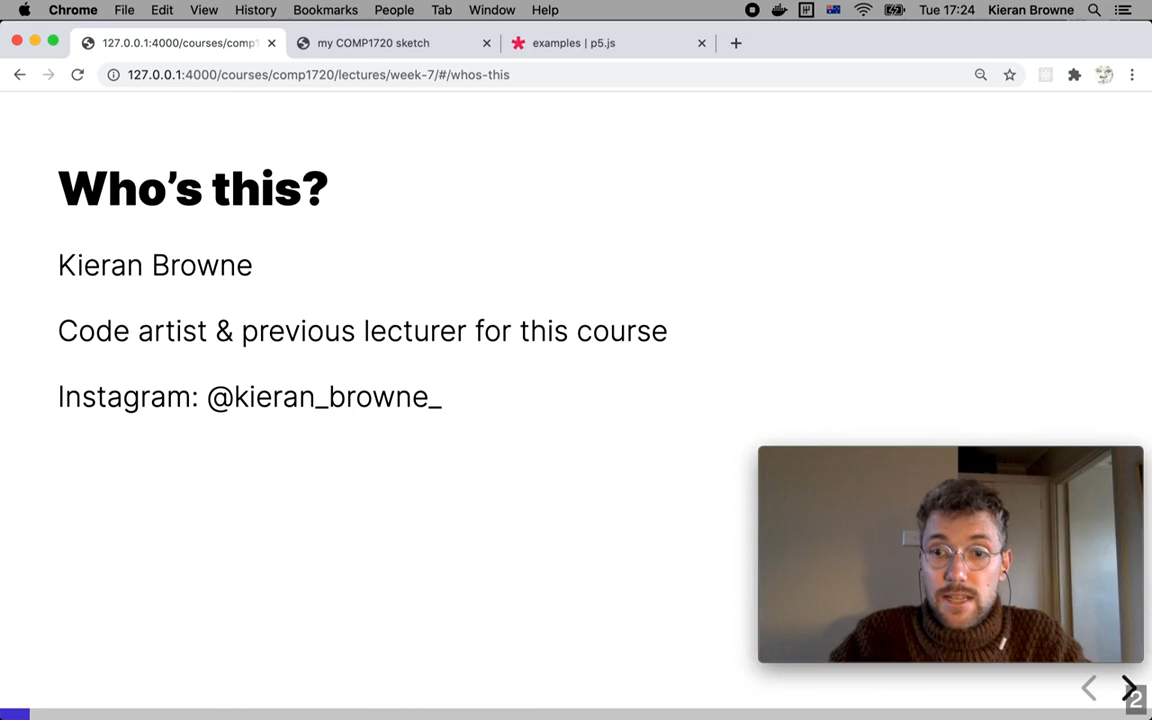 Chrome File Edit View History Bookmarks People Tab Window Help Tue 17:24 Kieran Browne
127.0.0.1:4000/courses/comp1 my COMP1720 sketch examples | p5.js
127.0.0.1:4000/courses/comp1720/lectures/week-7/#/whos-this
Who’s this?
Kieran Browne
Code artist & previous lecturer for this course
Instagram: @kieran_browne_
2